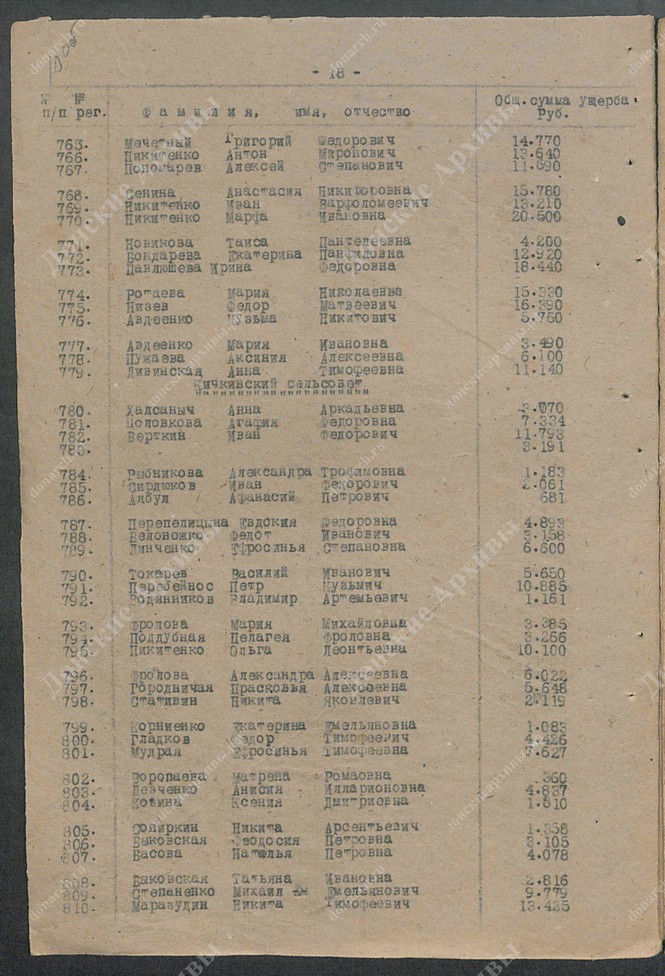 - 18 -
№ № Общ.сумма ущерба
п/п рег. Фамилия, имя, отчество Руб.
765. Мечетный Григорий Федорович 14.770
766. Никитенко Антон Миронович 13.640
767. Пономарев Алексей Степанович 11.690
768. Сенина Анастасия Никифоровна 15.780
769. Никитенко Иван Варфоломеевич 13.210
770. Никитенко Марфа Ивановна 20.500
771. Новикова Таиса Пантелеевна 4.200
772. Бондарева Екатерина Панфиловна 12.920
773. Павлюшева Ирина Федоровна 18.440
774. Ротаева Мария Николаевна 15.330
775. Низев Федор Матвеевич 16.390
776. Авдеенко Кузьма Никитович 5.760
777. Авдеенко Мария Ивановна 3.490
778. Пужаева Аксиния Алексеевна 6.100
779. Ливинская Анна Тимофеевна 11.140
Кичкинский сельсовет
780. Халсаныч Анна Аркадьевна 3.070
781. Половкова Агафия Федоровна 7.334
782. Верткин Иван Федорович 11.793
783. 3.191
784. Рыбникова Александра Трофимовна 1.183
785. Сирдюков Иван Федорович 2.061
786. Албул Афанасий Петрович 681
787. Перепелицына Евдокия Федоровна 4.893
788. Белоножко Федот Иванович 3.158
789. Линченко Ефросинья Степановна 6.600
790. Токарев Василий Иванович 5.650
791. Перебейнос Петр Кузьмич 10.885
792. Родянников Владимир Артемьевич 1.161
793. Фролова Мария Михайловна 3.385
794. Поддубная Пелагея Фроловна 3.266
795. Никитенко Ольга Леонтьевна 10.100
796. Фролова Александра Алексеевна 6.022
797. Городничая Прасковья Алексеевна 5.648
798. Стативин Никита Яковлевич 2.119
799. Корниенко Екатерина Емельяновна 1.083
800. Гладков Федор Тимофеевич 4.426
801. Мудрая Ефросинья Тимофеевна 7.627
802. Воропаева Матрена Ромаовна 360
803. Левченко Анисия Илларионовна 4.837
804. Ксения Дмитриевна 1.810
805. Сопиркин Никита Арсентьевич 1.358
806. Быковская Феодосия Петровна 3.105
807. Басова Наталья Петровна 4.078
808. Быковская Татьяна Ивановна 2.816
809. Степаненко Михаил Емельянович 9.779
810. Маразудин Никита Тимофеевич 13.425